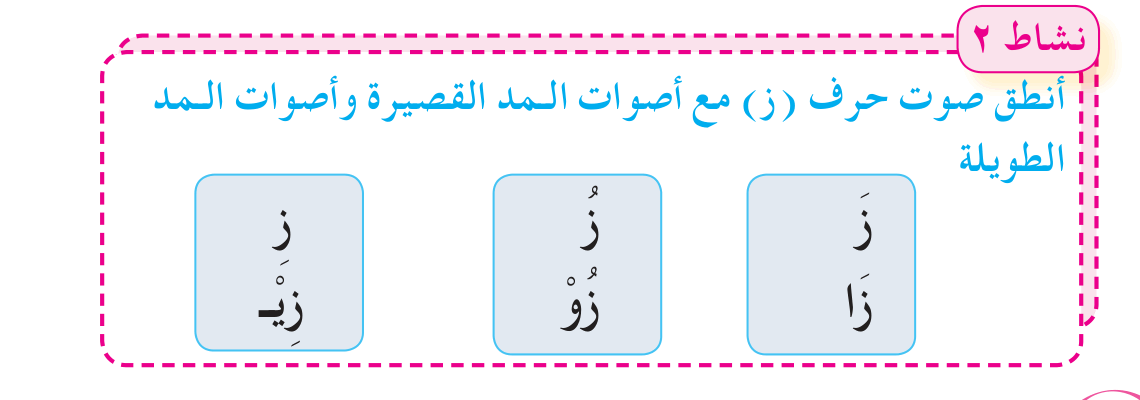 نشاط ٢
أنطق صوت حرف (ز) مع أصوات المد القصيرة وأصوات المد
الطويلة
زَ
زَا
زُ
زُوْ
زِ
زِيْـ